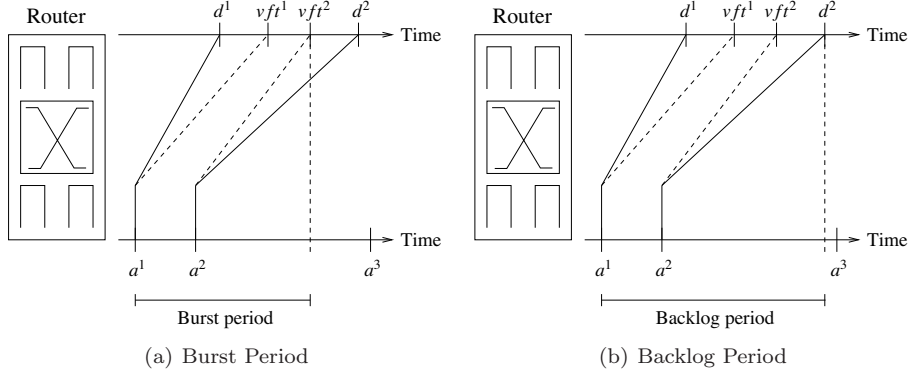 Router
d¹ vft¹ vft² d²
Time
a¹ a² a³
Time
Burst period
(a) Burst Period
Router
d¹ vft¹ vft² d²
Time
a¹ a² a³
Time
Backlog period
(b) Backlog Period